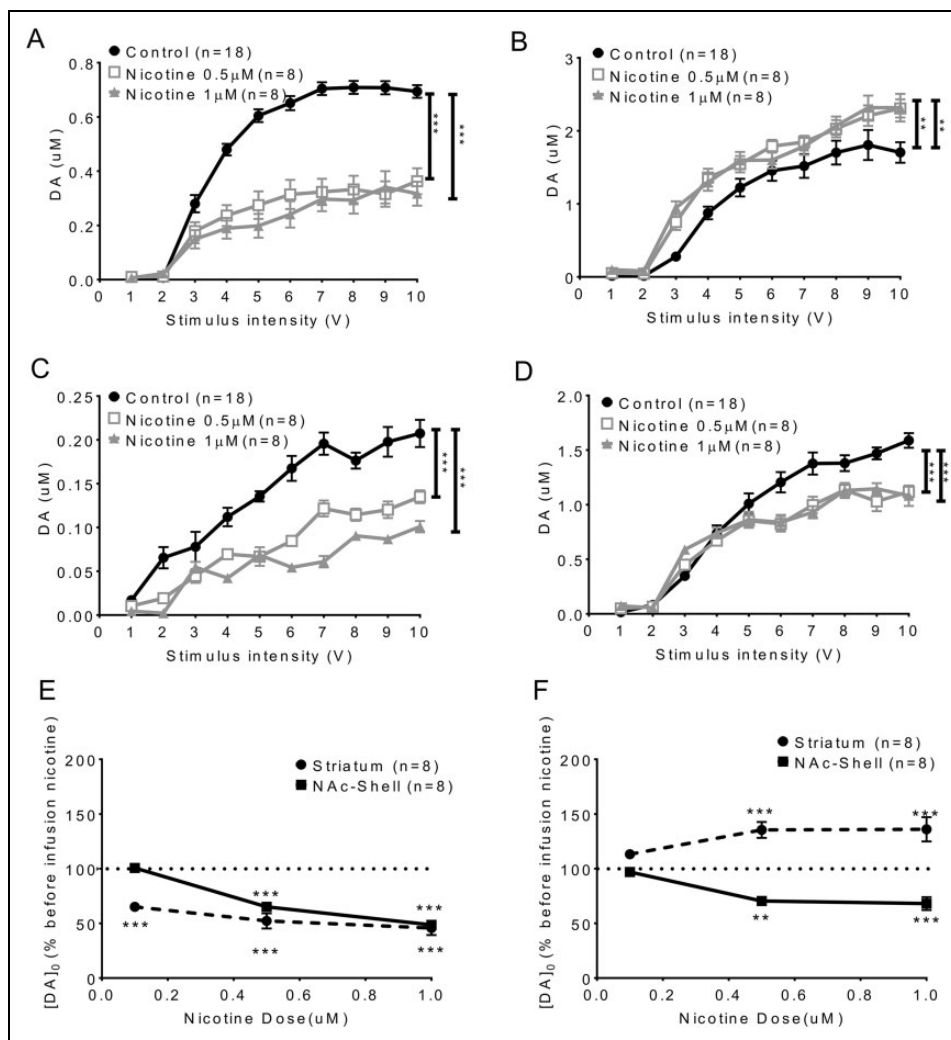 A
Control (n=18)
Nicotine 0.5µM (n=8)
Nicotine 1µM (n=8)
0.8
0.6
0.4
0.2
0.0
DA (uM)
0 1 2 3 4 5 6 7 8 9 10
Stimulus intensity (V)
***
***
B
Control (n=18)
Nicotine 0.5µM (n=8)
Nicotine 1µM (n=8)
3
2
1
0
DA (uM)
0 1 2 3 4 5 6 7 8 9 10
Stimulus intensity (V)
**
**
C
Control (n=18)
Nicotine 0.5µM (n=8)
Nicotine 1µM (n=8)
0.25
0.20
0.15
0.10
0.05
0.00
DA (uM)
0 1 2 3 4 5 6 7 8 9 10
Stimulus intensity (V)
***
***
D
Control (n=18)
Nicotine 0.5µM (n=8)
Nicotine 1µM (n=8)
2.0
1.5
1.0
0.5
0.0
DA (uM)
0 1 2 3 4 5 6 7 8 9 10
Stimulus intensity (V)
***
***
E
Striatum (n=8)
NAc-Shell (n=8)
200
150
100
50
0
[DA]₀ (% before infusion nicotine)
***
***
***
***
***
0.0 0.2 0.4 0.6 0.8 1.0
Nicotine Dose(uM)
F
Striatum (n=8)
NAc-Shell (n=8)
200
150
100
50
0
[DA]₀ (% before infusion nicotine)
***
***
**
***
0.0 0.2 0.4 0.6 0.8 1.0
Nicotine Dose(uM)